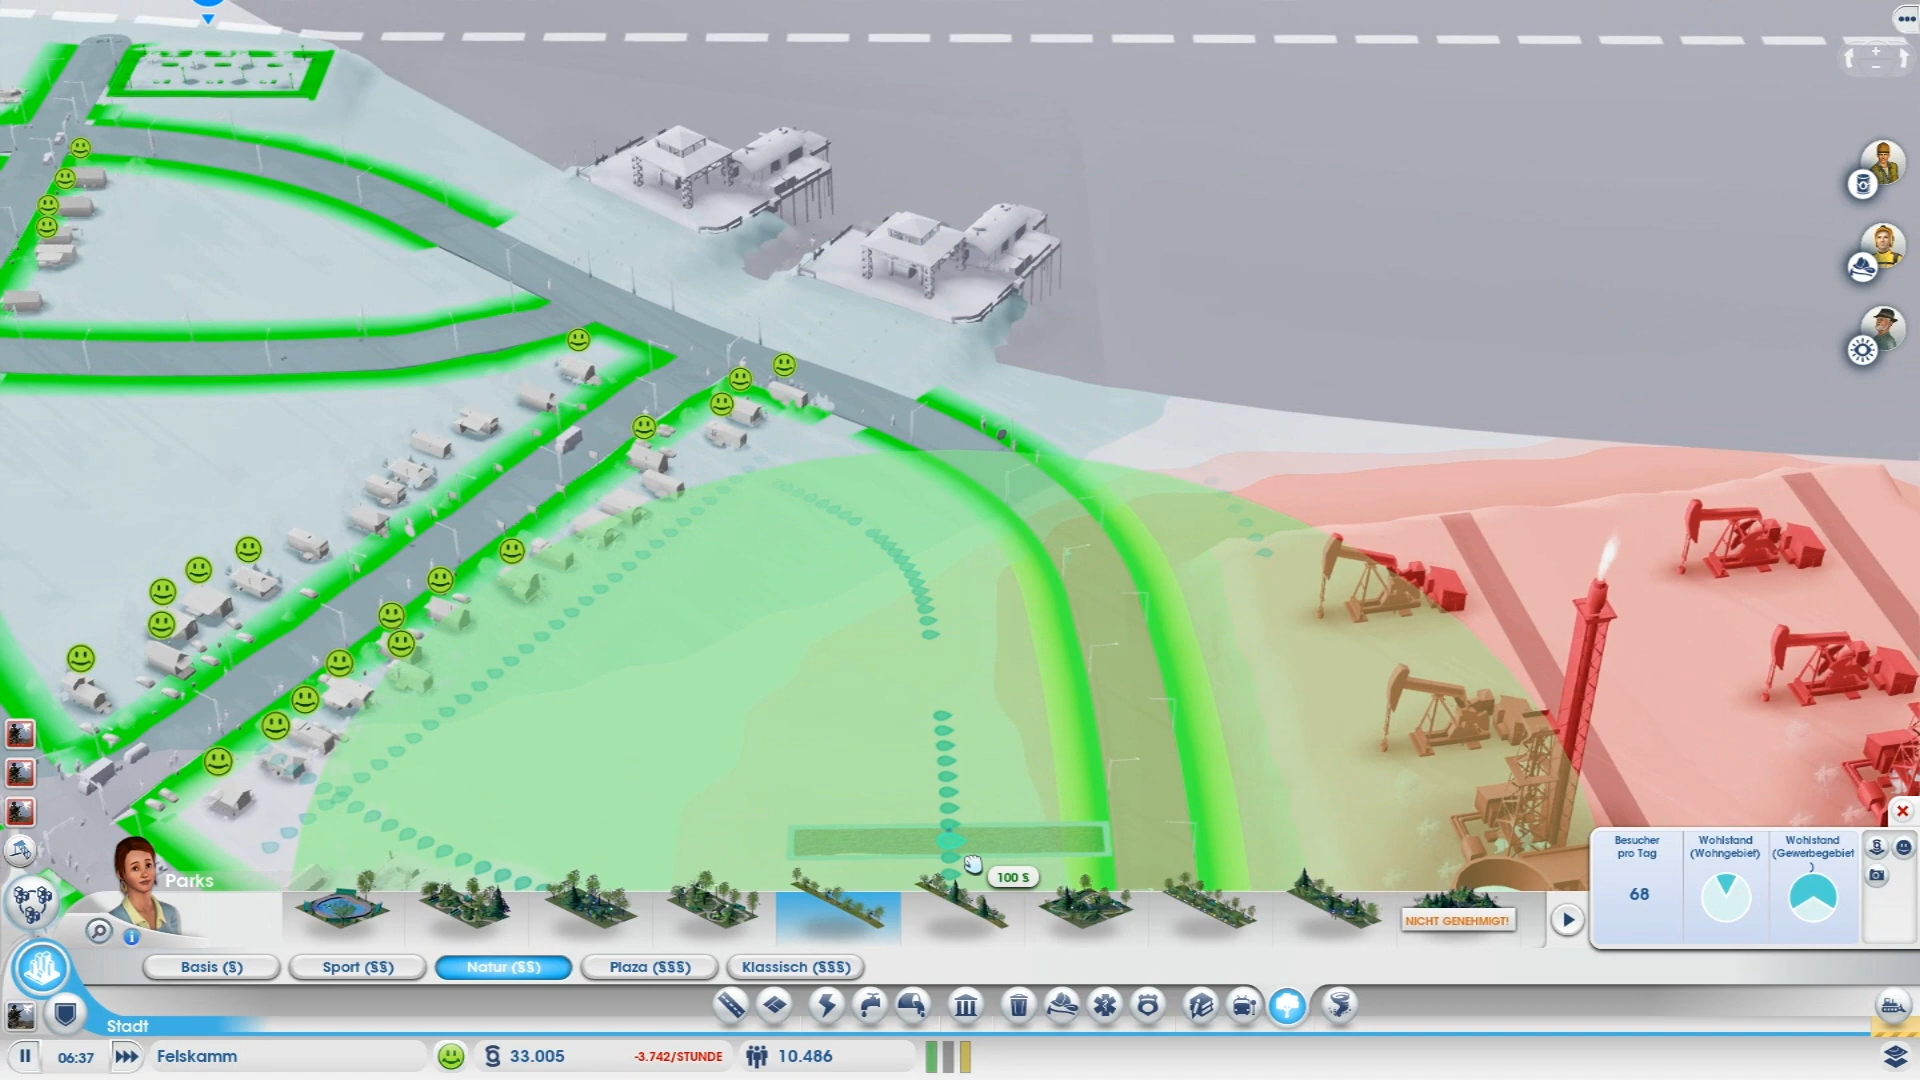 Besucher pro Tag
68
Wohlstand (Wohngebiet)
Wohlstand (Gewerbegebiet)
Parks
100 $
NICHT GENEHMIGT!
Basis (§)
Sport (§§)
Natur (§§)
Plaza (§§§)
Klassisch (§§§)
Stadt
06:37
Felskamm
33.005
-3.742/STUNDE
10.486